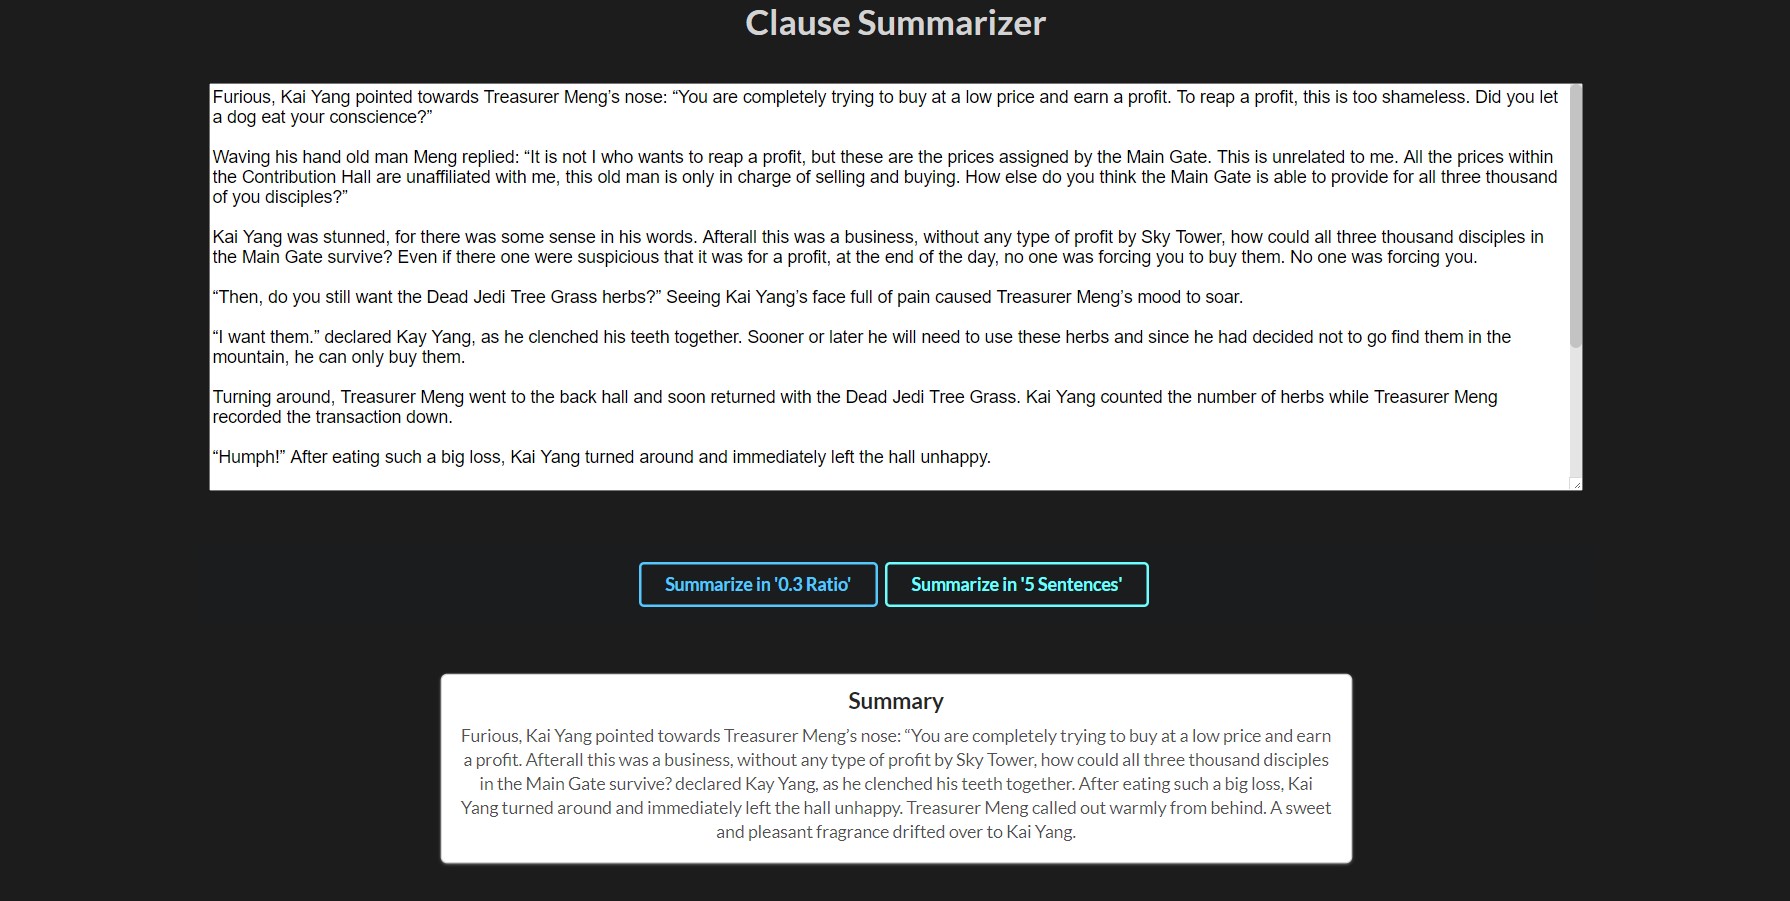 Clause Summarizer
Furious, Kai Yang pointed towards Treasurer Meng’s nose: “You are completely trying to buy at a low price and earn a profit. To reap a profit, this is too shameless. Did you let
a dog eat your conscience?”
Waving his hand old man Meng replied: “It is not I who wants to reap a profit, but these are the prices assigned by the Main Gate. This is unrelated to me. All the prices within
the Contribution Hall are unaffiliated with me, this old man is only in charge of selling and buying. How else do you think the Main Gate is able to provide for all three thousand
of you disciples?”
Kai Yang was stunned, for there was some sense in his words. Afterall this was a business, without any type of profit by Sky Tower, how could all three thousand disciples in
the Main Gate survive? Even if there one were suspicious that it was for a profit, at the end of the day, no one was forcing you to buy them. No one was forcing you.
“Then, do you still want the Dead Jedi Tree Grass herbs?” Seeing Kai Yang’s face full of pain caused Treasurer Meng’s mood to soar.
“I want them.” declared Kay Yang, as he clenched his teeth together. Sooner or later he will need to use these herbs and since he had decided not to go find them in the
mountain, he can only buy them.
Turning around, Treasurer Meng went to the back hall and soon returned with the Dead Jedi Tree Grass. Kai Yang counted the number of herbs while Treasurer Meng
recorded the transaction down.
“Humph!” After eating such a big loss, Kai Yang turned around and immediately left the hall unhappy.
Summarize in '0.3 Ratio' Summarize in '5 Sentences'
Summary
Furious, Kai Yang pointed towards Treasurer Meng’s nose: “You are completely trying to buy at a low price and earn
a profit. Afterall this was a business, without any type of profit by Sky Tower, how could all three thousand disciples
in the Main Gate survive? declared Kay Yang, as he clenched his teeth together. After eating such a big loss, Kai
Yang turned around and immediately left the hall unhappy. Treasurer Meng called out warmly from behind. A sweet
and pleasant fragrance drifted over to Kai Yang.